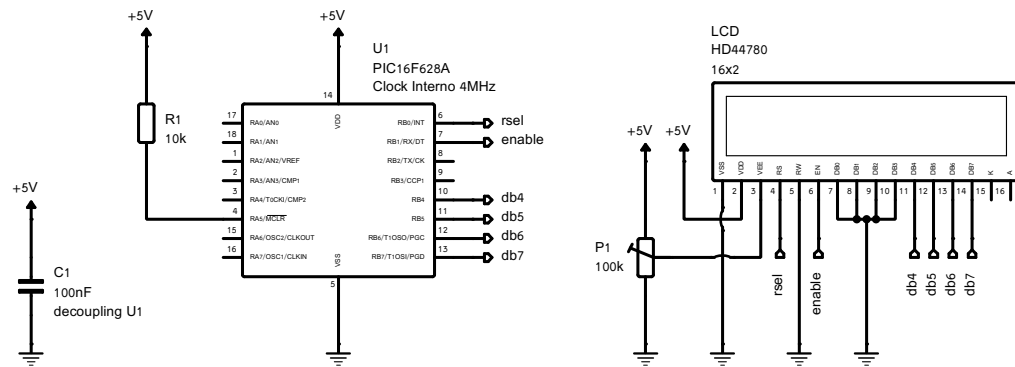 +5V
R1
10k
+5V
C1
100nF
decoupling U1
+5V
U1
PIC16F628A
Clock Interno 4MHz
14
VDD
17 RA0/AN0
18 RA1/AN1
1 RA2/AN2/VREF
2 RA3/AN3/CMP1
3 RA4/T0CKI/CMP2
4 RA5/MCLR
15 RA6/OSC2/CLKOUT
16 RA7/OSC1/CLKIN
RB0/INT 6 rsel
RB1/RX/DT 7 enable
RB2/TX/CK 8
RB3/CCP1 9
RB4 10 db4
RB5 11 db5
RB6/T1OSO/PGC 12 db6
RB7/T1OSI/PGD 13 db7
VSS
5
LCD
HD44780
16x2
+5V
+5V
VSS VDD VEE RS RW EN DB0 DB1 DB2 DB3 DB4 DB5 DB6 DB7 K A
1 2 3 4 5 6 7 8 9 10 11 12 13 14 15 16
P1
100k
rsel
enable
db4
db5
db6
db7